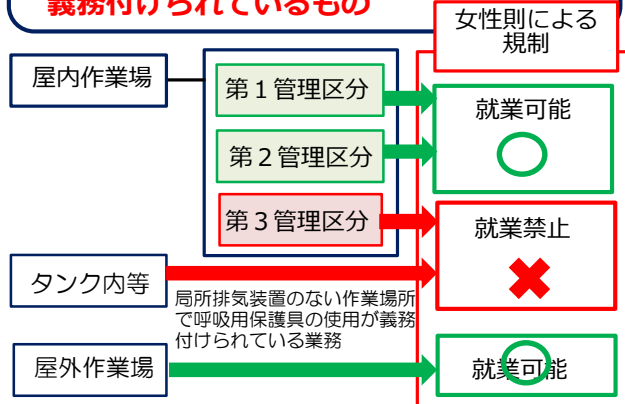 義務付けられているもの
女性則による
規制
屋内作業場
第1管理区分
第2管理区分
第3管理区分
就業可能
就業禁止
タンク内等
局所排気装置のない作業場所
で呼吸用保護具の使用が義務
付けられている業務
屋外作業場
就業可能